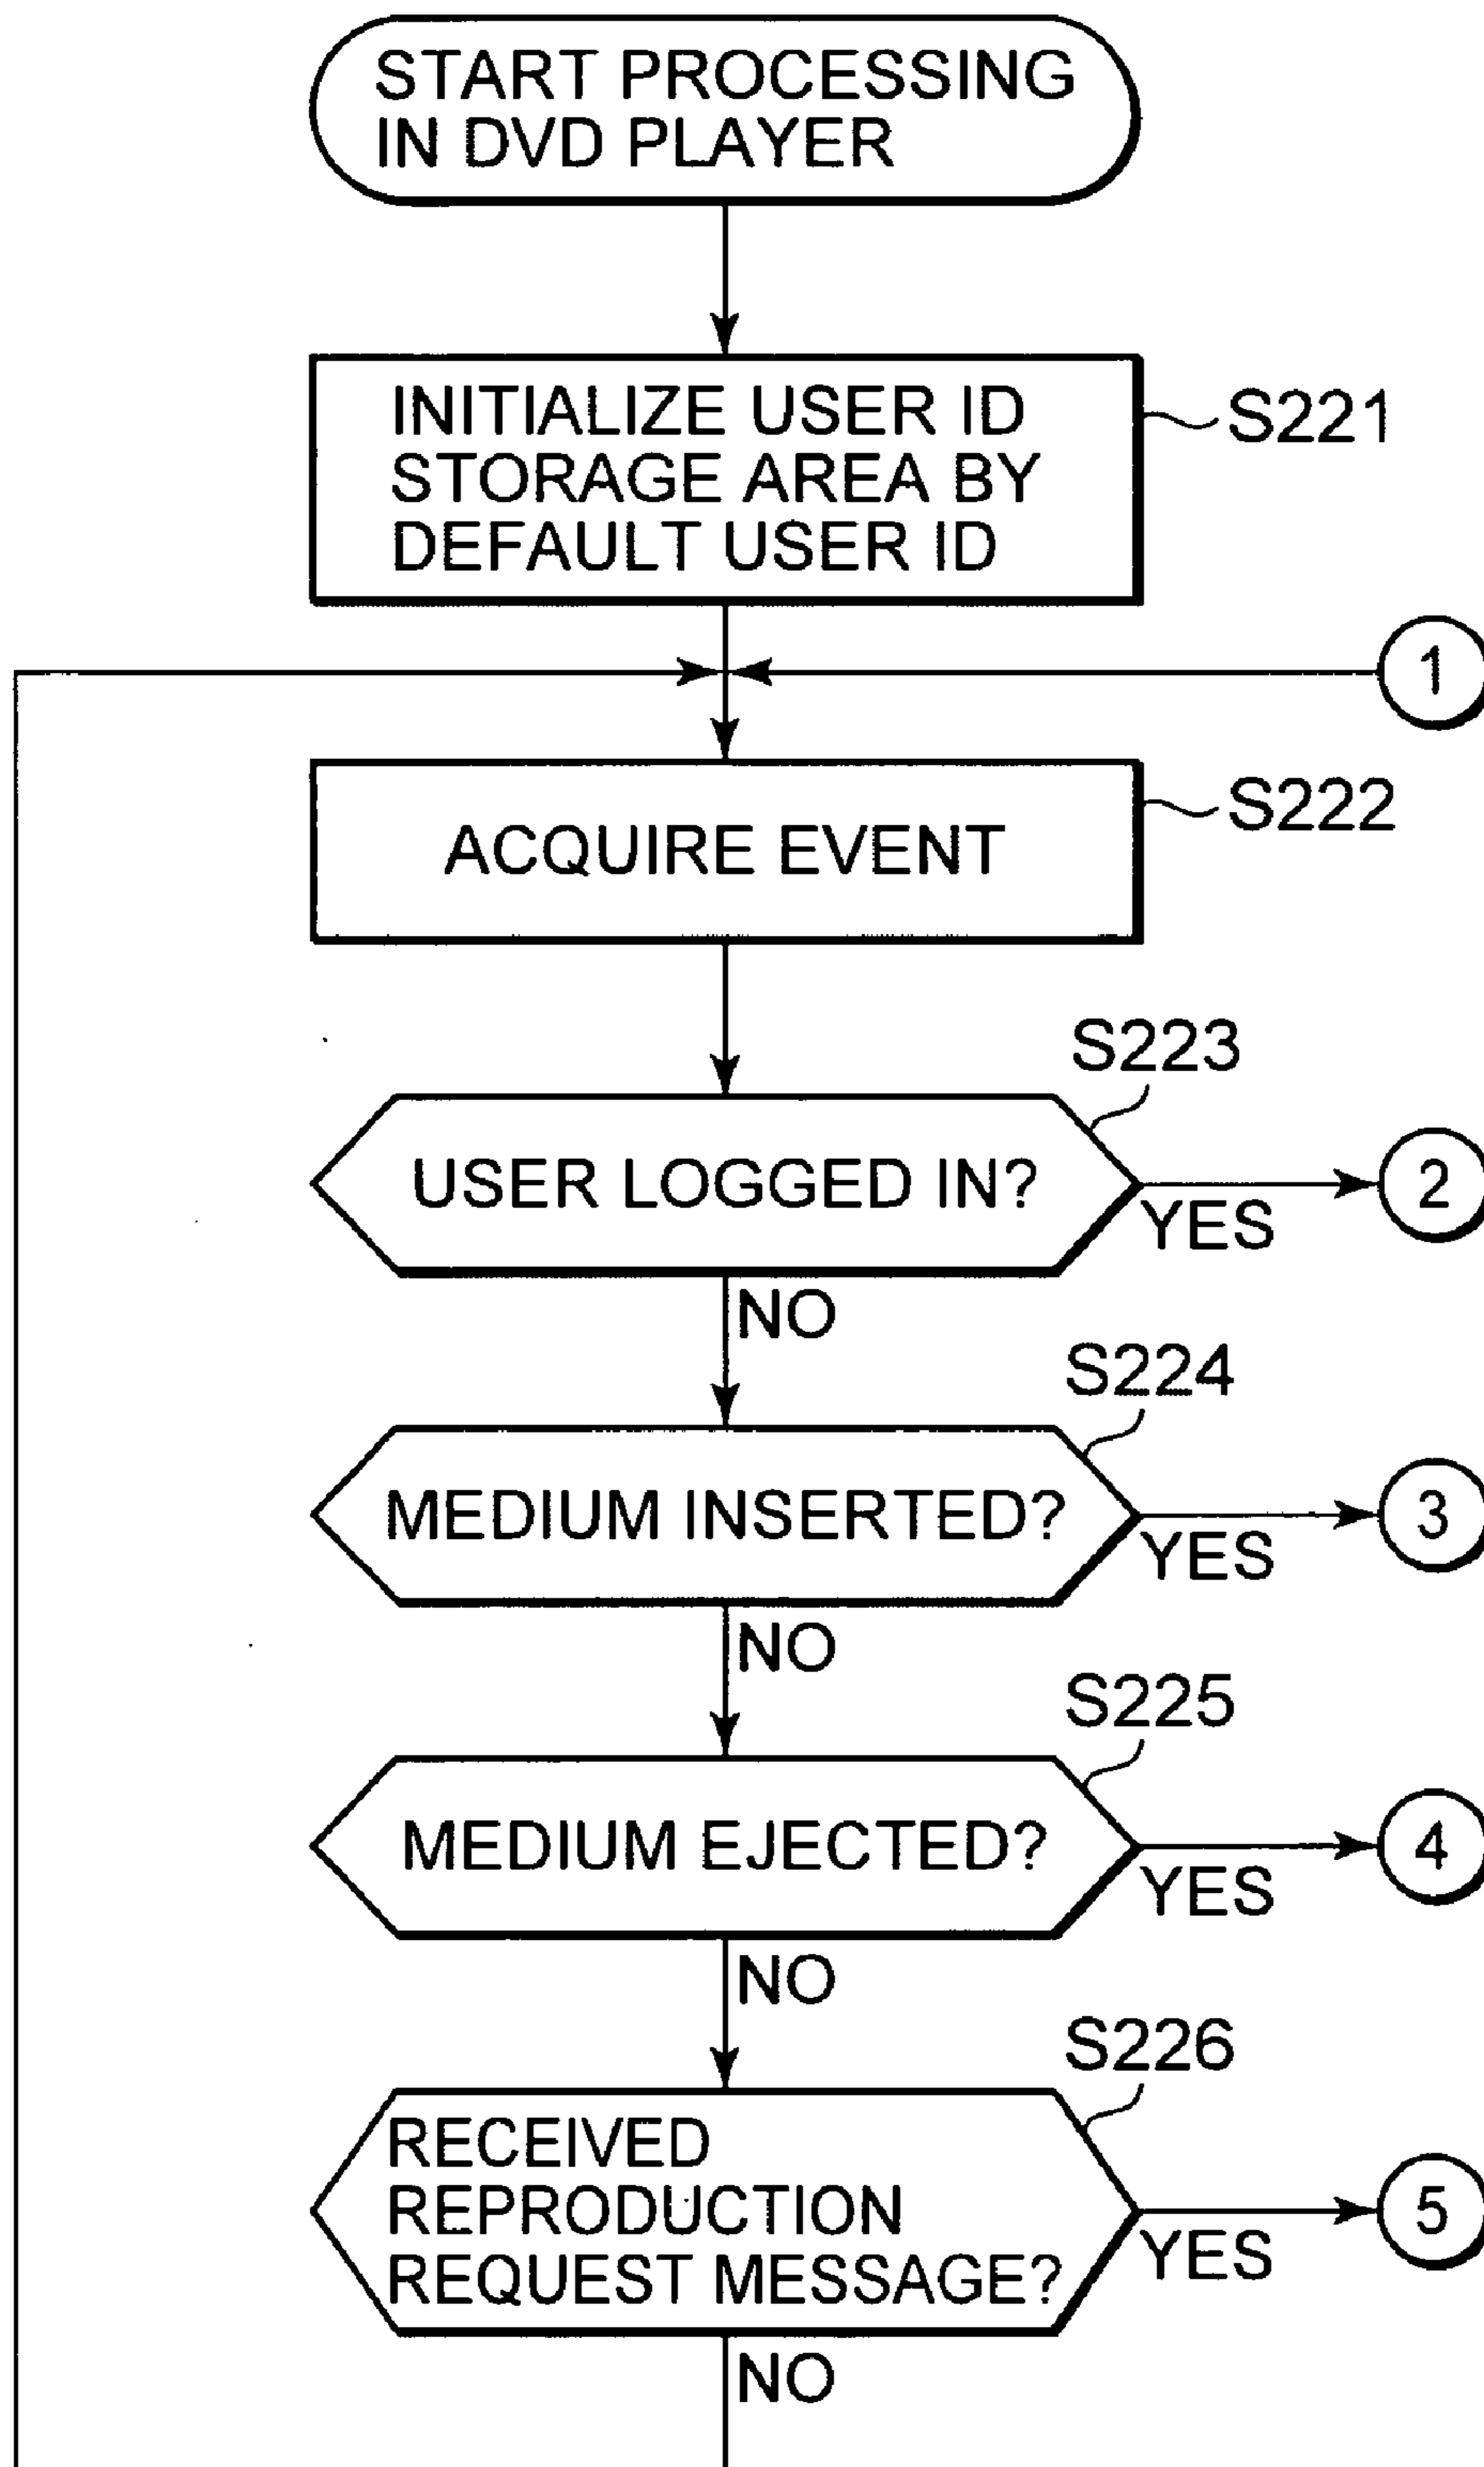 START PROCESSING
IN DVD PLAYER
INITIALIZE USER ID
STORAGE AREA BY
DEFAULT USER ID
S221
1
ACQUIRE EVENT
S222
S223
USER LOGGED IN?
YES
2
NO
S224
MEDIUM INSERTED?
YES
3
NO
S225
MEDIUM EJECTED?
YES
4
NO
S226
RECEIVED
REPRODUCTION
REQUEST MESSAGE?
YES
5
NO